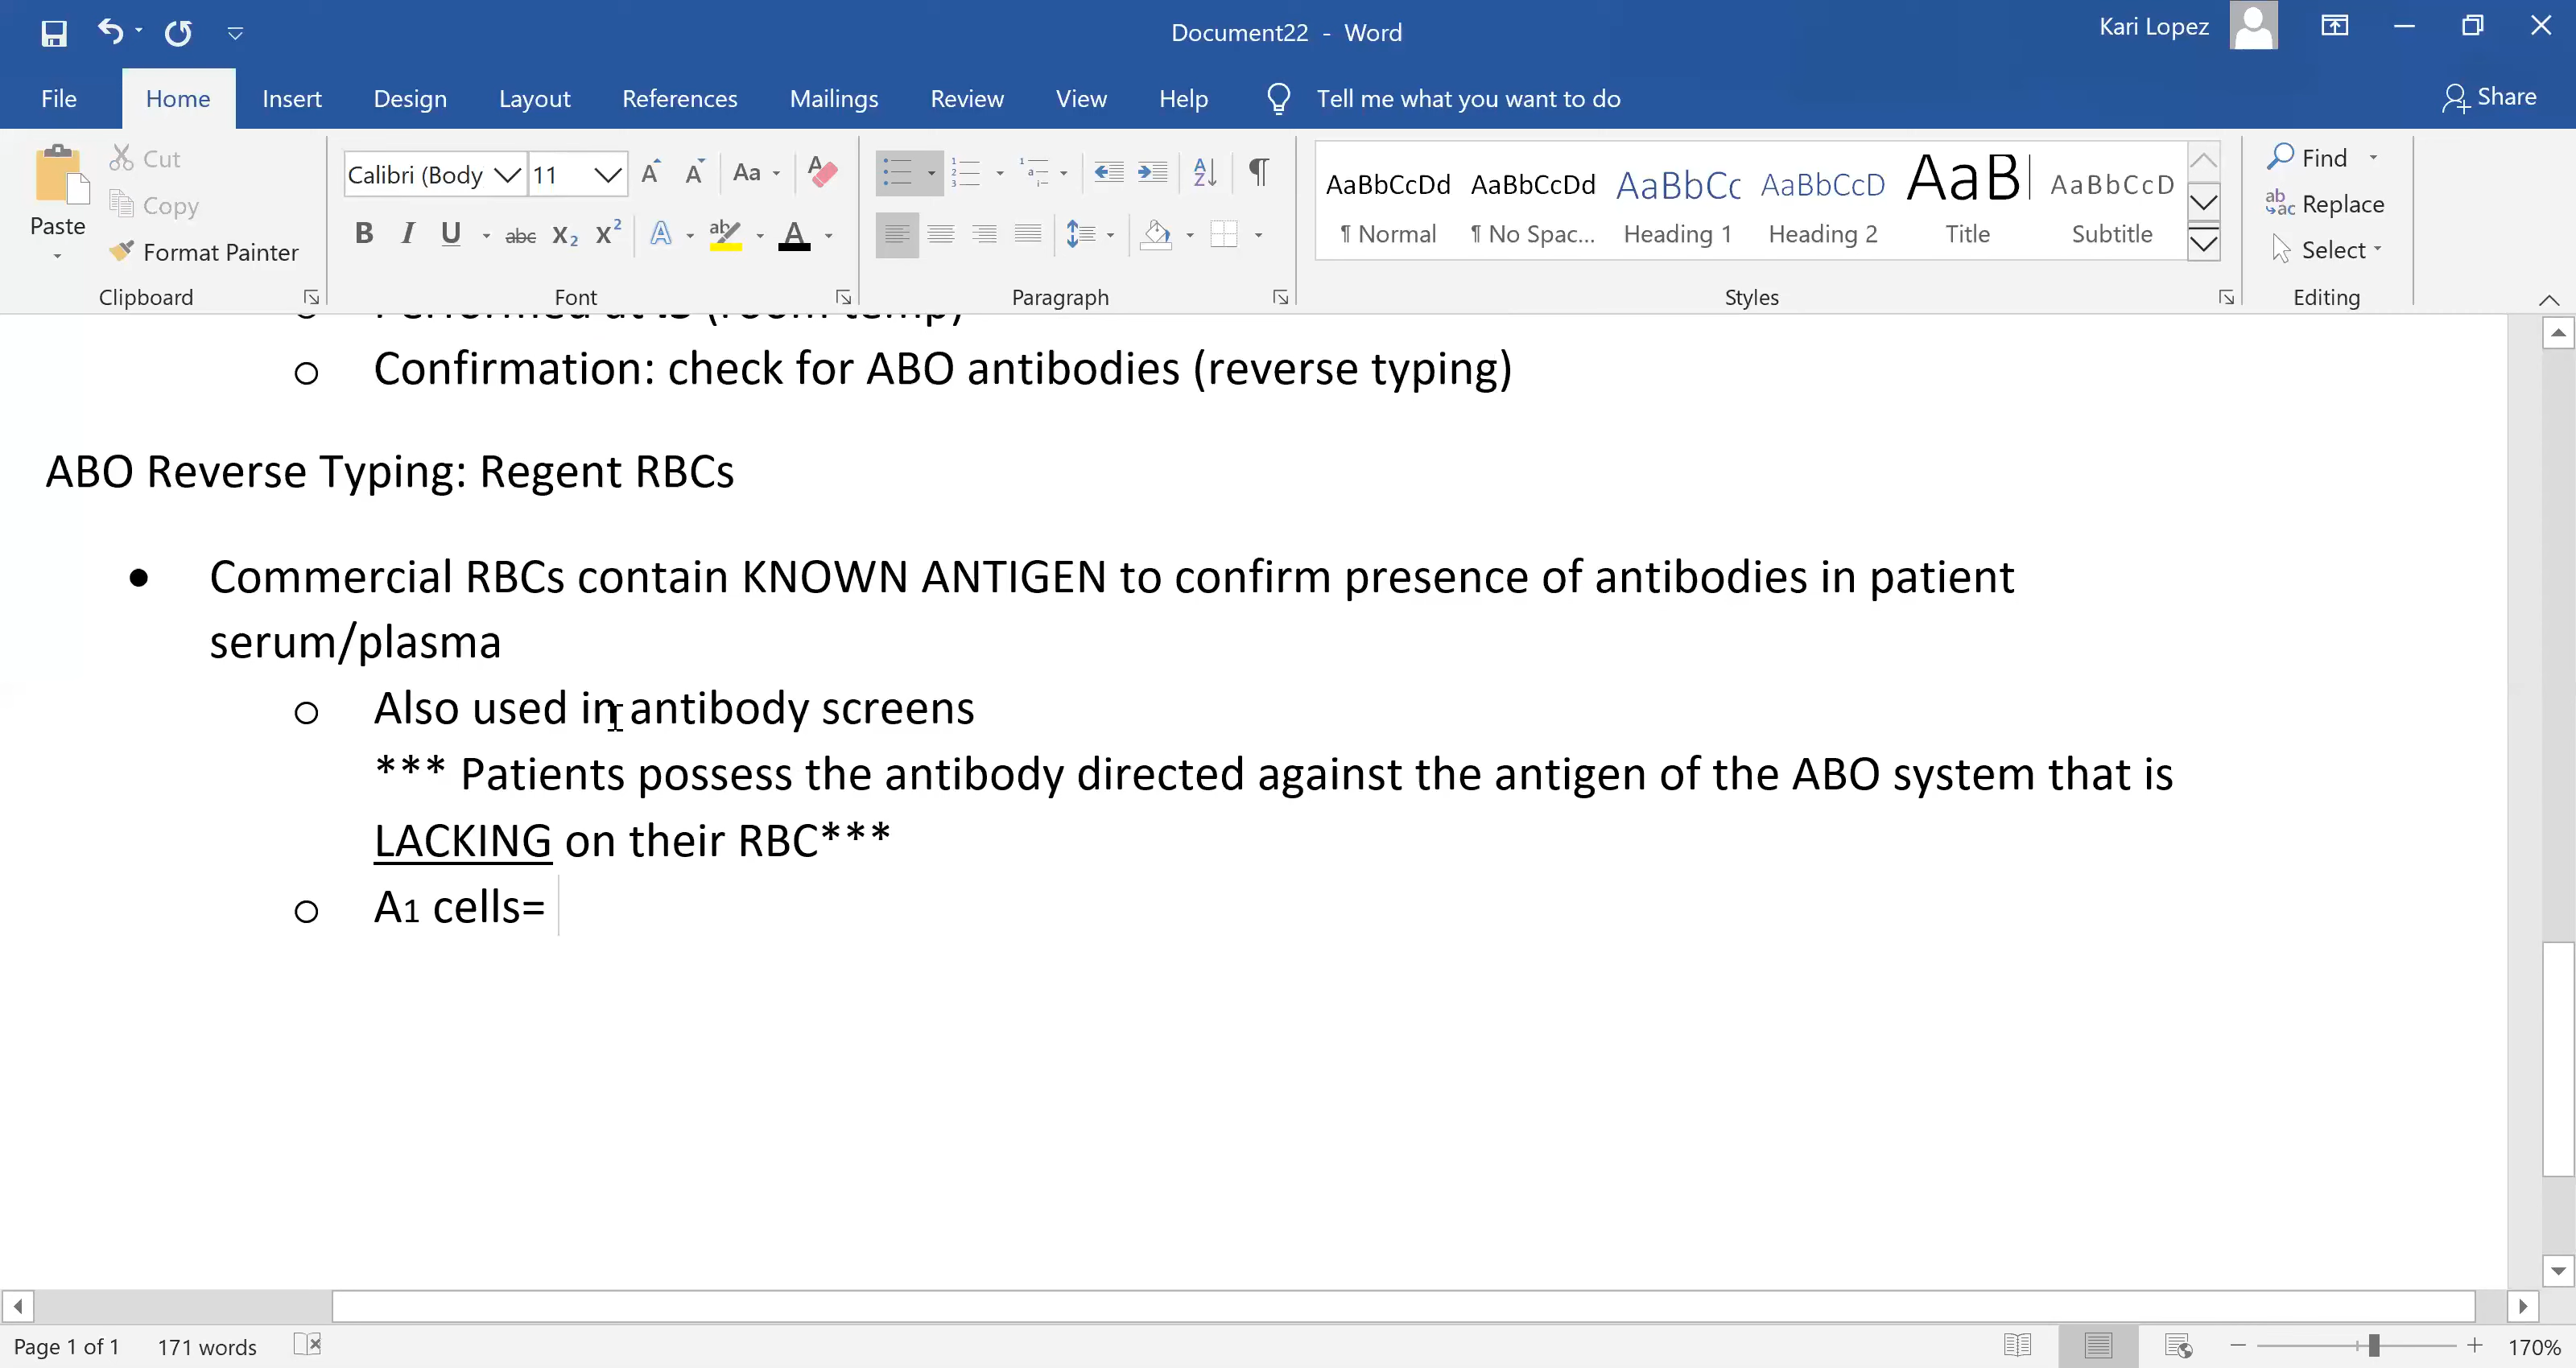 Document22 - Word
Kari Lopez
File Home Insert Design Layout References Mailings Review View Help Tell me what you want to do Share
Paste
Cut
Copy
Format Painter
Clipboard
Calibri (Body 11
Font
Paragraph
AaBbCcDd AaBbCcDd AaBbCc AaBbCcD AaB AaBbCcD
¶ Normal ¶ No Spac... Heading 1 Heading 2 Title Subtitle
Styles
Find
Replace
Select
Editing
(room temp)
o Confirmation: check for ABO antibodies (reverse typing)
ABO Reverse Typing: Regent RBCs
• Commercial RBCs contain KNOWN ANTIGEN to confirm presence of antibodies in patient
serum/plasma
o Also used in antibody screens
*** Patients possess the antibody directed against the antigen of the ABO system that is
LACKING on their RBC***
o A1 cells=
Page 1 of 1 171 words 170%